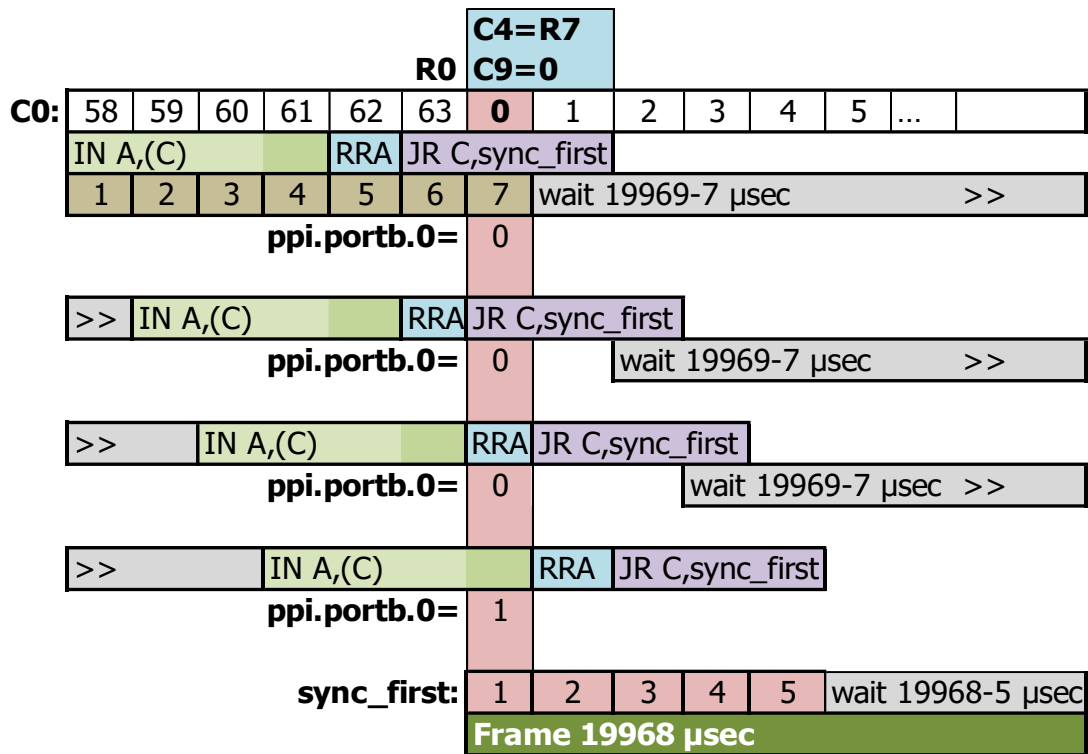 C4=R7
R0 C9=0
C0: 58 59 60 61 62 63 0 1 2 3 4 5 ...
IN A,(C) RRA JR C,sync_first
1 2 3 4 5 6 7 wait 19969-7 µsec >>
ppi.portb.0= 0
>> IN A,(C) RRA JR C,sync_first
ppi.portb.0= 0 wait 19969-7 µsec >>
>> IN A,(C) RRA JR C,sync_first
ppi.portb.0= 0 wait 19969-7 µsec >>
>> IN A,(C) RRA JR C,sync_first
ppi.portb.0= 1
sync_first: 1 2 3 4 5 wait 19968-5 µsec
Frame 19968 µsec